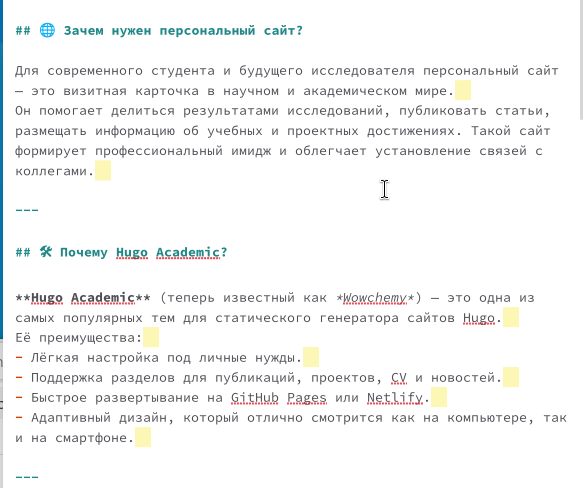 ## 🌐 Зачем нужен персональный сайт?
Для современного студента и будущего исследователя персональный сайт
— это визитная карточка в научном и академическом мире.
Он помогает делиться результатами исследований, публиковать статьи,
размещать информацию об учебных и проектных достижениях. Такой сайт
формирует профессиональный имидж и облегчает установление связей с
коллегами.
---
## 🛠 Почему Hugo Academic?
**Hugo Academic** (теперь известный как *Wowchemy*) — это одна из
самых популярных тем для статического генератора сайтов Hugo.
Её преимущества:
- Лёгкая настройка под личные нужды.
- Поддержка разделов для публикаций, проектов, CV и новостей.
- Быстрое развертывание на GitHub Pages или Netlify.
- Адаптивный дизайн, который отлично смотрится как на компьютере, так
и на смартфоне.
---